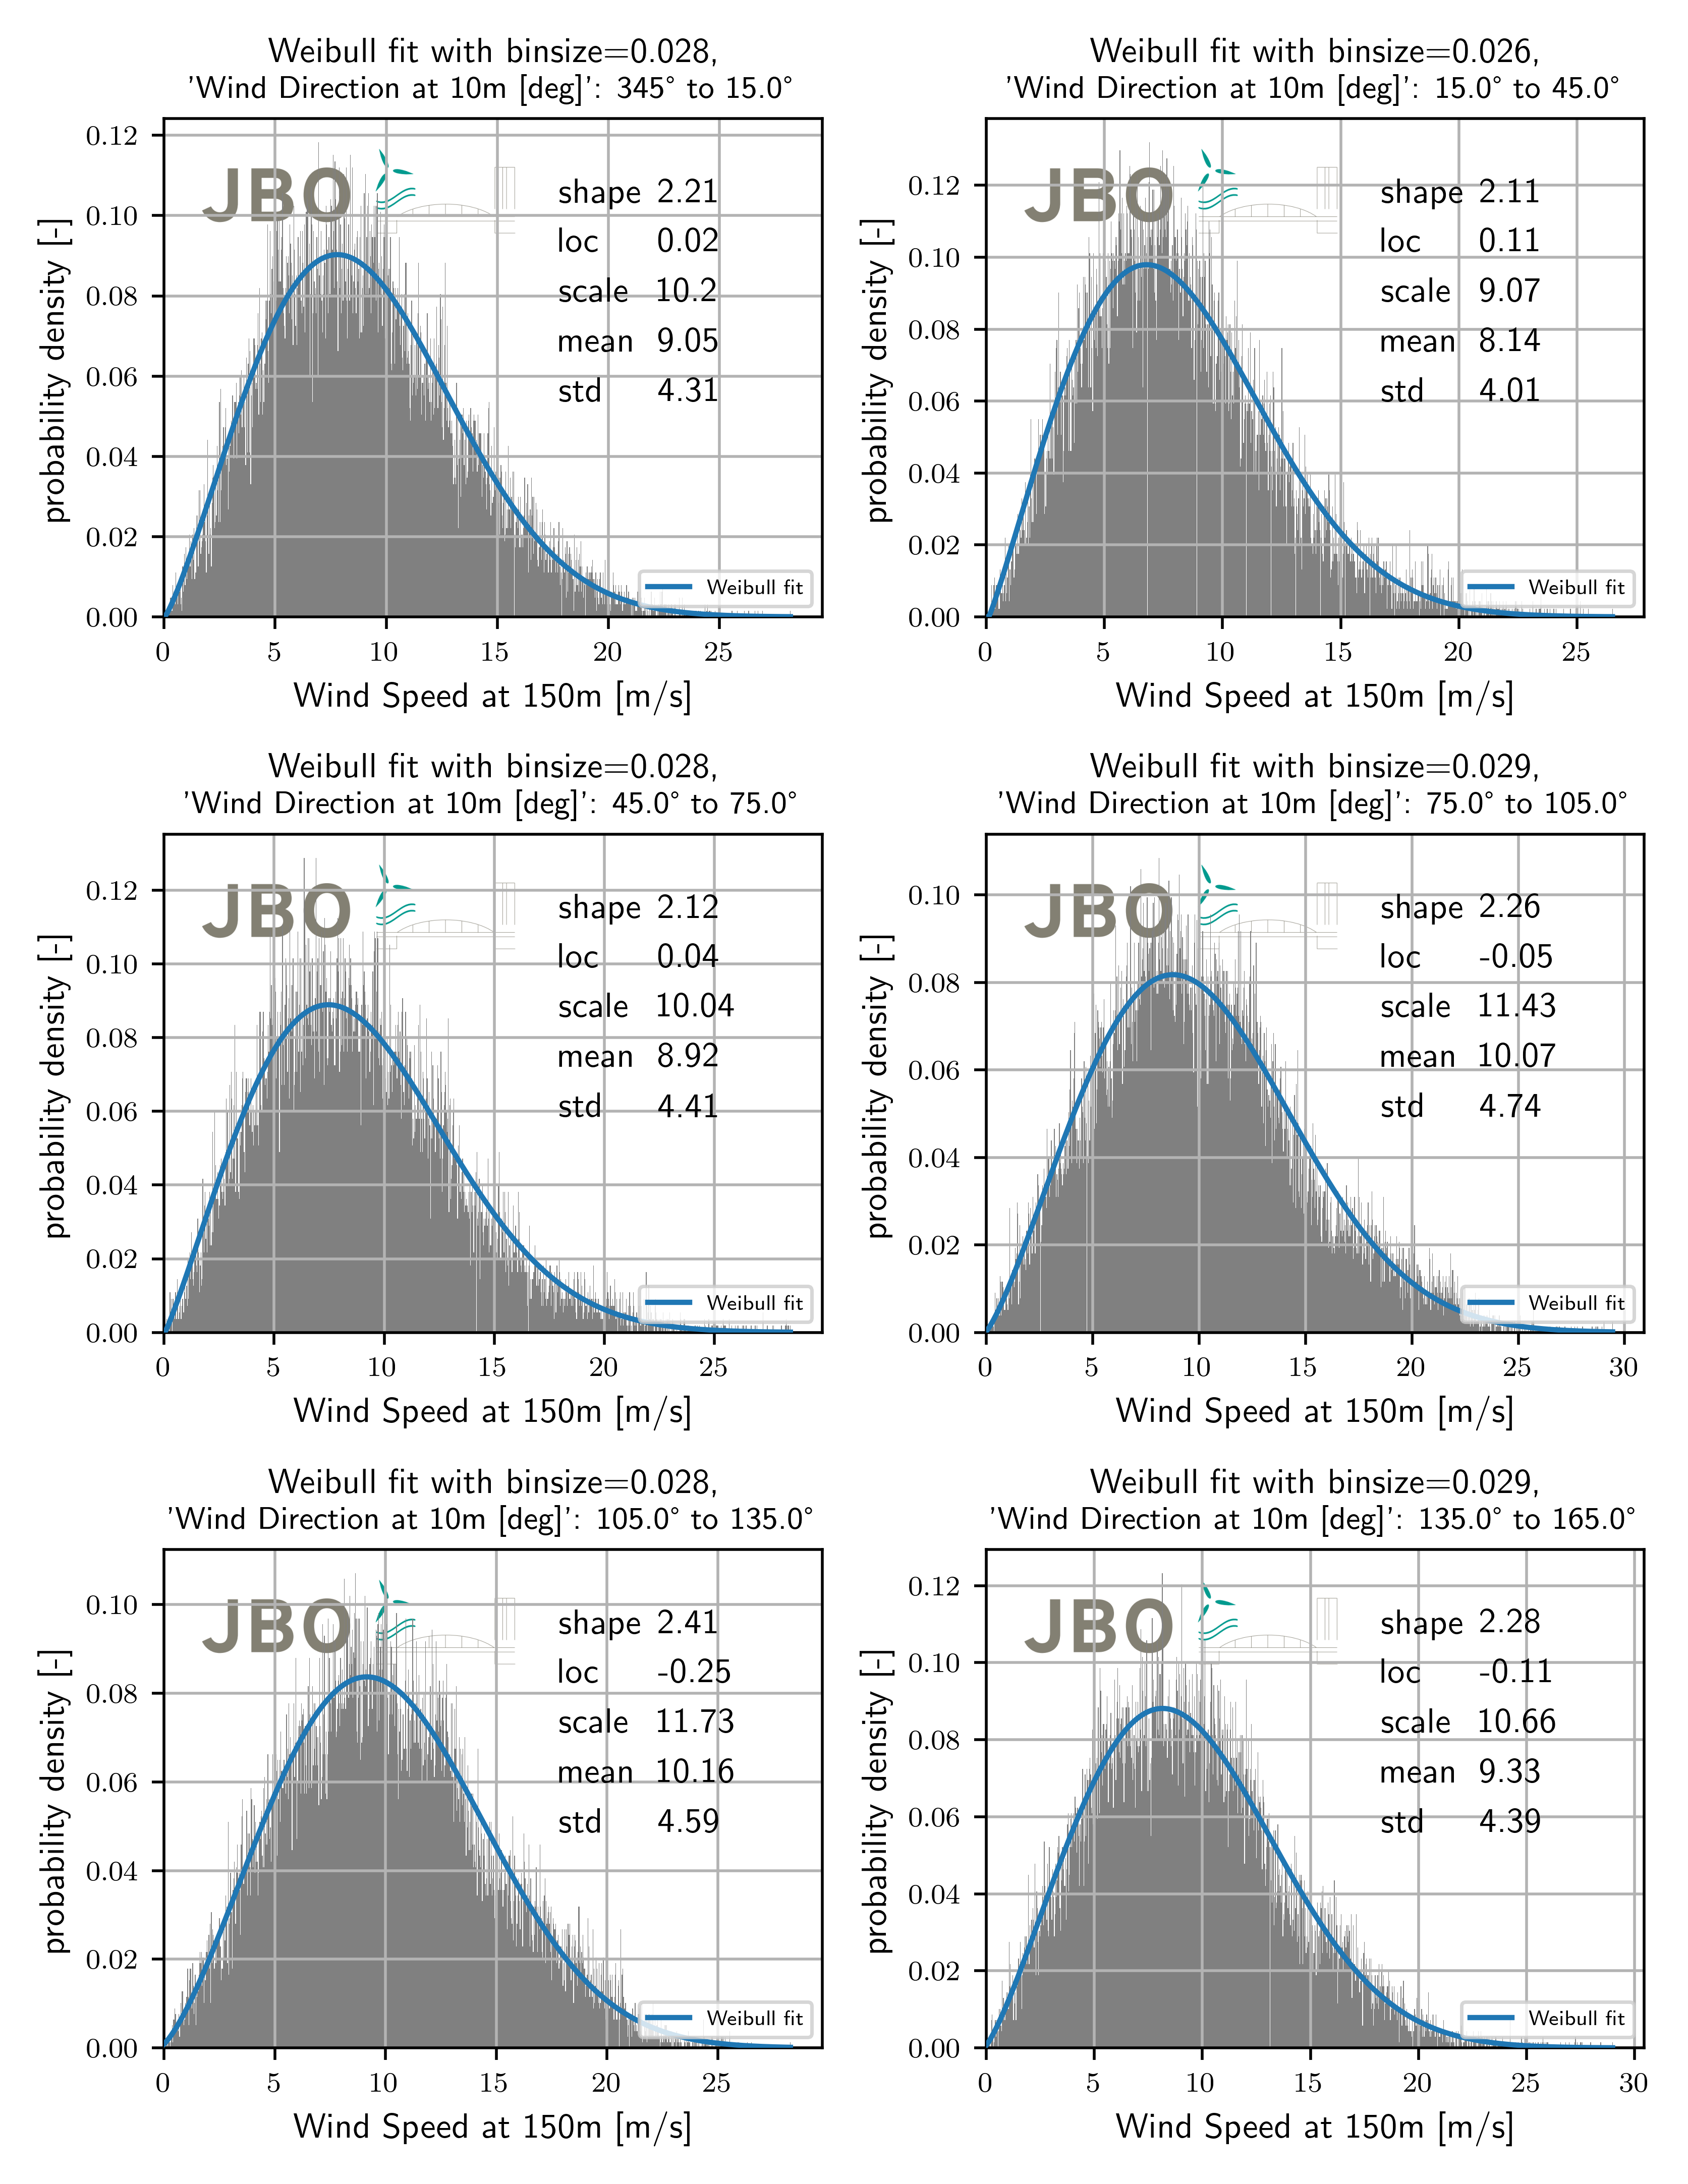 Weibull fit with binsize=0.028,
'Wind Direction at 10m [deg]': 345° to 15.0°
JBO
shape 2.21
loc 0.02
scale 10.2
mean 9.05
std 4.31
probability density [-]
0.12
0.10
0.08
0.06
0.04
0.02
0.00
Weibull fit
0 5 10 15 20 25
Wind Speed at 150m [m/s]
Weibull fit with binsize=0.026,
'Wind Direction at 10m [deg]': 15.0° to 45.0°
JBO
shape 2.11
loc 0.11
scale 9.07
mean 8.14
std 4.01
probability density [-]
0.12
0.10
0.08
0.06
0.04
0.02
0.00
Weibull fit
0 5 10 15 20 25
Wind Speed at 150m [m/s]
Weibull fit with binsize=0.028,
'Wind Direction at 10m [deg]': 45.0° to 75.0°
JBO
shape 2.12
loc 0.04
scale 10.04
mean 8.92
std 4.41
probability density [-]
0.12
0.10
0.08
0.06
0.04
0.02
0.00
Weibull fit
0 5 10 15 20 25
Wind Speed at 150m [m/s]
Weibull fit with binsize=0.029,
'Wind Direction at 10m [deg]': 75.0° to 105.0°
JBO
shape 2.26
loc -0.05
scale 11.43
mean 10.07
std 4.74
probability density [-]
0.10
0.08
0.06
0.04
0.02
0.00
Weibull fit
0 5 10 15 20 25 30
Wind Speed at 150m [m/s]
Weibull fit with binsize=0.028,
'Wind Direction at 10m [deg]': 105.0° to 135.0°
JBO
shape 2.41
loc -0.25
scale 11.73
mean 10.16
std 4.59
probability density [-]
0.10
0.08
0.06
0.04
0.02
0.00
Weibull fit
0 5 10 15 20 25
Wind Speed at 150m [m/s]
Weibull fit with binsize=0.029,
'Wind Direction at 10m [deg]': 135.0° to 165.0°
JBO
shape 2.28
loc -0.11
scale 10.66
mean 9.33
std 4.39
probability density [-]
0.12
0.10
0.08
0.06
0.04
0.02
0.00
Weibull fit
0 5 10 15 20 25 30
Wind Speed at 150m [m/s]